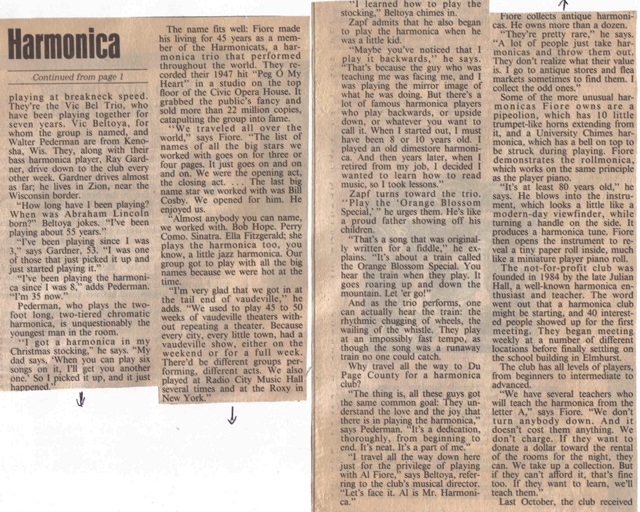 Harmonica
Continued from page 1
playing at breakneck speed.
They're the Vic Bel Trio, who
have been playing together for
seven years. Vic Beltoya, for
whom the group is named, and
Walter Pederman are from Keno-
sha, Wis. They, along with their
bass harmonica player, Ray Gard-
ner, drive down to the club every
other week. Gardner drives almost
as far; he lives in Zion, near the
Wisconsin border.
"How long have I been playing?
When was Abraham Lincoln
born?" Beltoya jokes. "I've been
playing about 55 years."
"I've been playing since I was
3," says Gardner, 53. "I was one
of those that just picked it up and
just started playing it."
"I've been playing the harmoni-
ca since I was 8," adds Pederman.
"I'm 35 now."
Pederman, who plays the two-
foot long, two-tiered chromatic
harmonica, is unquestionably the
youngest man in the room.
"I got a harmonica in my
Christmas stocking," he says. "My
dad says, 'When you can play six
songs on it, I'll get you another
one.' So I picked it up, and it just
happened."
The name fits well: Fiore made
his living for 45 years as a mem-
ber of the Harmonicats, a har-
monica trio that performed
throughout the world. They re-
corded their 1947 hit "Peg O My
Heart" in a studio on the top
floor of the Civic Opera House. It
grabbed the public's fancy and
sold more than 22 million copies,
catapulting the group into fame.
"We traveled all over the
world," says Fiore. "The list of
names of all the big stars we
worked with goes on for three or
four pages. It just goes on and on
and on. We were the opening act,
the closing act. . . . The last big
name star we worked with was Bill
Cosby. We opened for him. He
enjoyed us.
"Almost anybody you can name,
we worked with. Bob Hope. Perry
Como. Sinatra. Ella Fitzgerald; she
plays the harmonica too, you
know, a little jazz harmonica. Our
group got to play with all the big
names because we were hot at the
time.
"I'm very glad that we got in at
the tail end of vaudeville," he
adds. "We used to play 45 to 50
weeks of vaudeville theaters with-
out repeating a theater. Because
every city, every little town, had a
vaudeville show, either on the
weekend or for a full week.
There'd be different groups per-
forming, different acts. We also
played at Radio City Music Hall
several times and at the Roxy in
New York."
"I learned how to play the
stocking," Beltoya chimes in.
Zapf admits that he also began
to play the harmonica when he
was a little kid.
"Maybe you've noticed that I
play it backwards," he says.
"That's because the guy who was
teaching me was facing me, and I
was playing the mirror image of
what he was doing. But there's a
lot of famous harmonica players
who play backwards, or upside
down, or whatever you want to
call it. When I started out, I must
have been 8 or 10 years old. I
played an old dimestore harmoni-
ca. And then years later, when I
retired from my job, I decided I
wanted to learn how to read
music, so I took lessons."
Zapf turns toward the trio.
"Play the 'Orange Blossom
Special,'" he urges them. He's like
a proud father showing off his
children.
"That's a song that was original-
ly written for a fiddle," he ex-
plains. "It's about a train called
the Orange Blossom Special. You
hear the train when they play. It
goes roaring up and down the
mountain. Let 'er go!"
And as the trio performs, one
can actually hear the train: the
rhythmic chugging of wheels, the
wailing of the whistle. They play
at an impossibly fast tempo, as
though the song was a runaway
train no one could catch.
Why travel all the way to Du
Page County for a harmonica
club?
"The thing is, all these guys got
the same common goal: They un-
derstand the love and the joy that
there is in playing the harmonica,"
says Pederman. "It's a dedication,
thoroughly, from beginning to
end. It's neat. It's a part of me."
"I travel all the way down here
just for the privilege of playing
with Al Fiore," says Beltoya, refer-
ring to the club's musical director.
"Let's face it. Al is Mr. Harmoni-
ca."
Fiore collects antique harmoni-
cas. He owns more than a dozen.
"They're pretty rare," he says.
"A lot of people just take har-
monicas and throw them out.
They don't realize what their value
is. I go to antique stores and flea
markets sometimes to find them. I
collect the odd ones."
Some of the more unusual har-
monicas Fiore owns are a
pipeolion, which has 10 little
trumpet-like horns extending from
it, and a University Chimes har-
monica, which has a bell on top to
be struck during playing. Fiore
demonstrates the rollmonica,
which works on the same principle
as the player piano.
"It's at least 80 years old," he
says. He blows into the instru-
ment, which looks a little like a
modern-day viewfinder, while
turning a handle on the side. It
produces a harmonica tune. Fiore
then opens the instrument to re-
veal a tiny paper roll inside, much
like a miniature player piano roll.
The not-for-profit club was
founded in 1984 by the late Julian
Hall, a well-known harmonica en-
thusiast and teacher. The word
went out that a harmonica club
might be starting, and 40 interest-
ed people showed up for the first
meeting. They began meeting
weekly at a number of different
locations before finally settling on
the school building in Elmhurst.
The club has all levels of players,
from beginners to intermediate to
advanced.
"We have several teachers who
will teach the harmonica from the
letter A," says Fiore. "We don't
turn anybody down. And it
doesn't cost them anything. We
don't charge. If they want to
donate a dollar toward the rental
of the rooms for the night, they
can. We take up a collection. But
if they can't afford it, that's fine
too. If they want to learn, we'll
teach them."
Last October, the club received